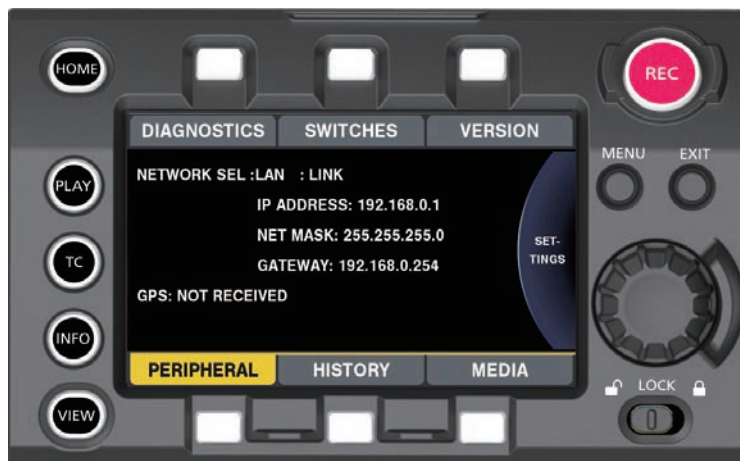 HOME
REC
DIAGNOSTICS SWITCHES VERSION
MENU EXIT
NETWORK SEL :LAN : LINK
PLAY
IP ADDRESS: 192.168.0.1
NET MASK: 255.255.255.0
SET-
TINGS
TC
GATEWAY: 192.168.0.254
GPS: NOT RECEIVED
INFO
PERIPHERAL HISTORY MEDIA
LOCK
VIEW